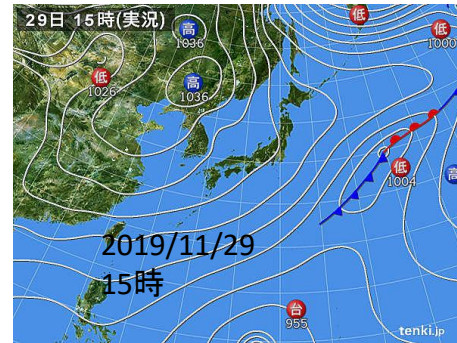 29日 15時(実況)
高
1036
低
低
1000
低
1026
高
1036
低
1004
高
2019/11/29
15時
台
955
tenki.jp